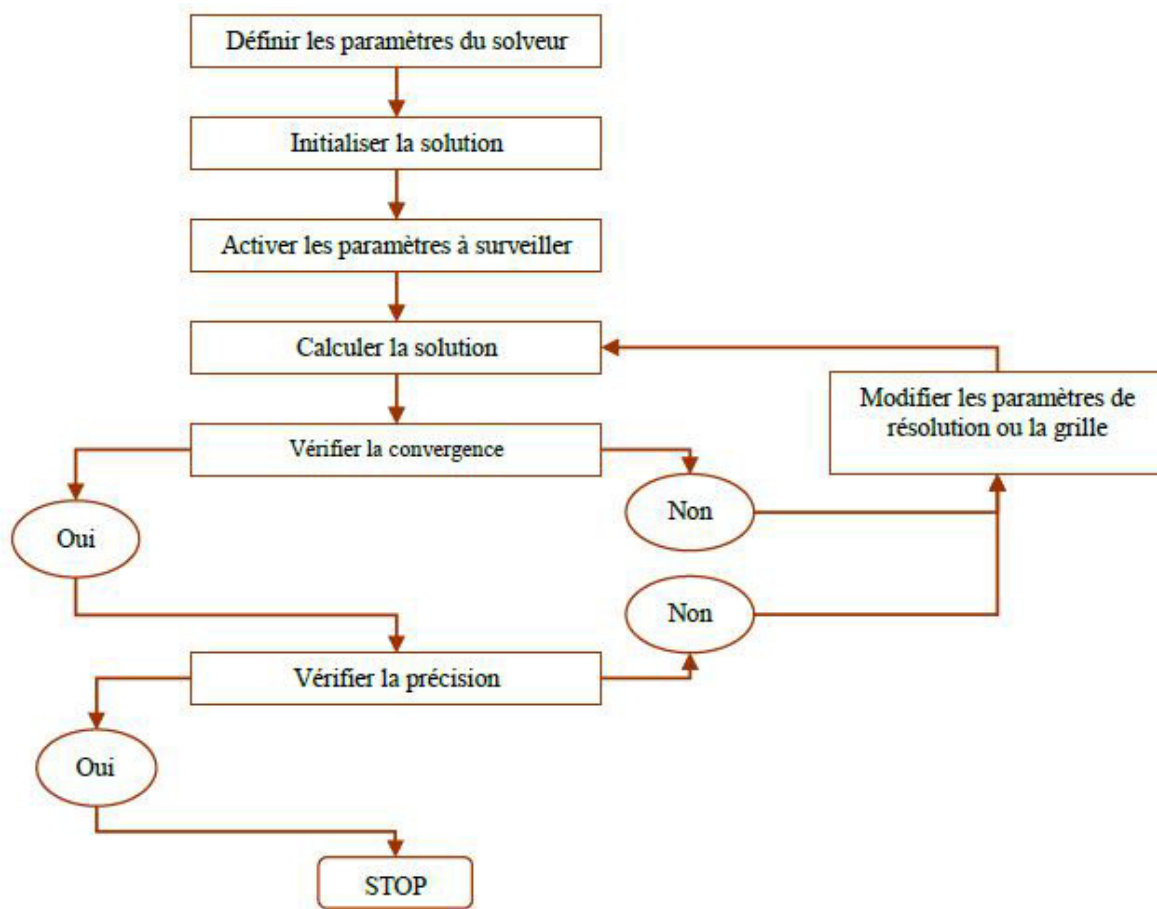 Définir les paramètres du solveur
Initialiser la solution
Activer les paramètres à surveiller
Calculer la solution
Modifier les paramètres de
résolution ou la grille
Vérifier la convergence
Non
Oui
Non
Vérifier la précision
Oui
STOP